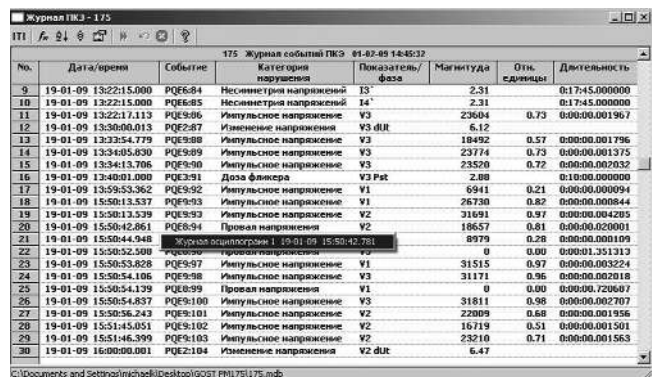 Журнал ПКЭ - 175
175 Журнал событий ПКЭ 01-02-09 14:45:32
No. Дата/время Событие Категория нарушения Показатель/фаза Магнитуда Отн. единицы Длительность
9 19-01-09 13:22:15.000 PQE6:84 Несимметрия напряжений I3` 2.31 0:17:45.000000
10 19-01-09 13:22:15.000 PQE6:85 Несимметрия напряжений I4` 2.31 0:17:45.000000
11 19-01-09 13:22:17.113 PQE9:86 Импульсное напряжение V3 23604 0.73 0:00:00.001967
12 19-01-09 13:30:00.013 PQE2:87 Изменение напряжения V3 dUt 6.12
13 19-01-09 13:33:54.779 PQE9:88 Импульсное напряжение V3 18492 0.57 0:00:00.001796
14 19-01-09 13:34:05.830 PQE9:89 Импульсное напряжение V3 23774 0.73 0:00:00.001375
15 19-01-09 13:34:13.706 PQE9:90 Импульсное напряжение V3 23520 0.72 0:00:00.002032
16 19-01-09 13:40:01.000 PQE3:91 Доза фликера V3 Pst 2.88 0:10:00.000000
17 19-01-09 13:59:53.362 PQE9:92 Импульсное напряжение V1 6941 0.21 0:00:00.000094
18 19-01-09 15:50:13.537 PQE9:93 Импульсное напряжение V1 26730 0.82 0:00:00.000844
19 19-01-09 15:50:13.539 PQE9:93 Импульсное напряжение V2 31691 0.97 0:00:00.004285
20 19-01-09 15:50:42.861 PQE8:94 Провал напряжения V2 18657 0.81 0:00:00.020001
21 19-01-09 15:50:44.948 8979 0.28 0:00:00.000109
Журнал осциллограмм 1 19-01-09 15:50:42.781
22 19-01-09 15:50:52.508 0 0.00 0:00:01.351313
23 19-01-09 15:50:53.828 PQE9:97 Импульсное напряжение V1 31515 0.97 0:00:00.003224
24 19-01-09 15:50:54.106 PQE9:98 Импульсное напряжение V3 31171 0.96 0:00:00.002018
25 19-01-09 15:50:54.139 PQE8:99 Провал напряжения V1 0 0.00 0:00:00.720607
26 19-01-09 15:50:54.837 PQE9:100 Импульсное напряжение V3 31811 0.98 0:00:00.002707
27 19-01-09 15:50:56.243 PQE9:101 Импульсное напряжение V2 22009 0.68 0:00:00.001956
28 19-01-09 15:51:45.051 PQE9:102 Импульсное напряжение V2 16719 0.51 0:00:00.001501
29 19-01-09 15:51:46.399 PQE9:103 Импульсное напряжение V2 23210 0.71 0:00:00.001563
30 19-01-09 16:00:00.001 PQE2:104 Изменение напряжения V2 dUt 6.47
C:\Documents and Settings\michaelk\Desktop\GOST PM175\175.mdb